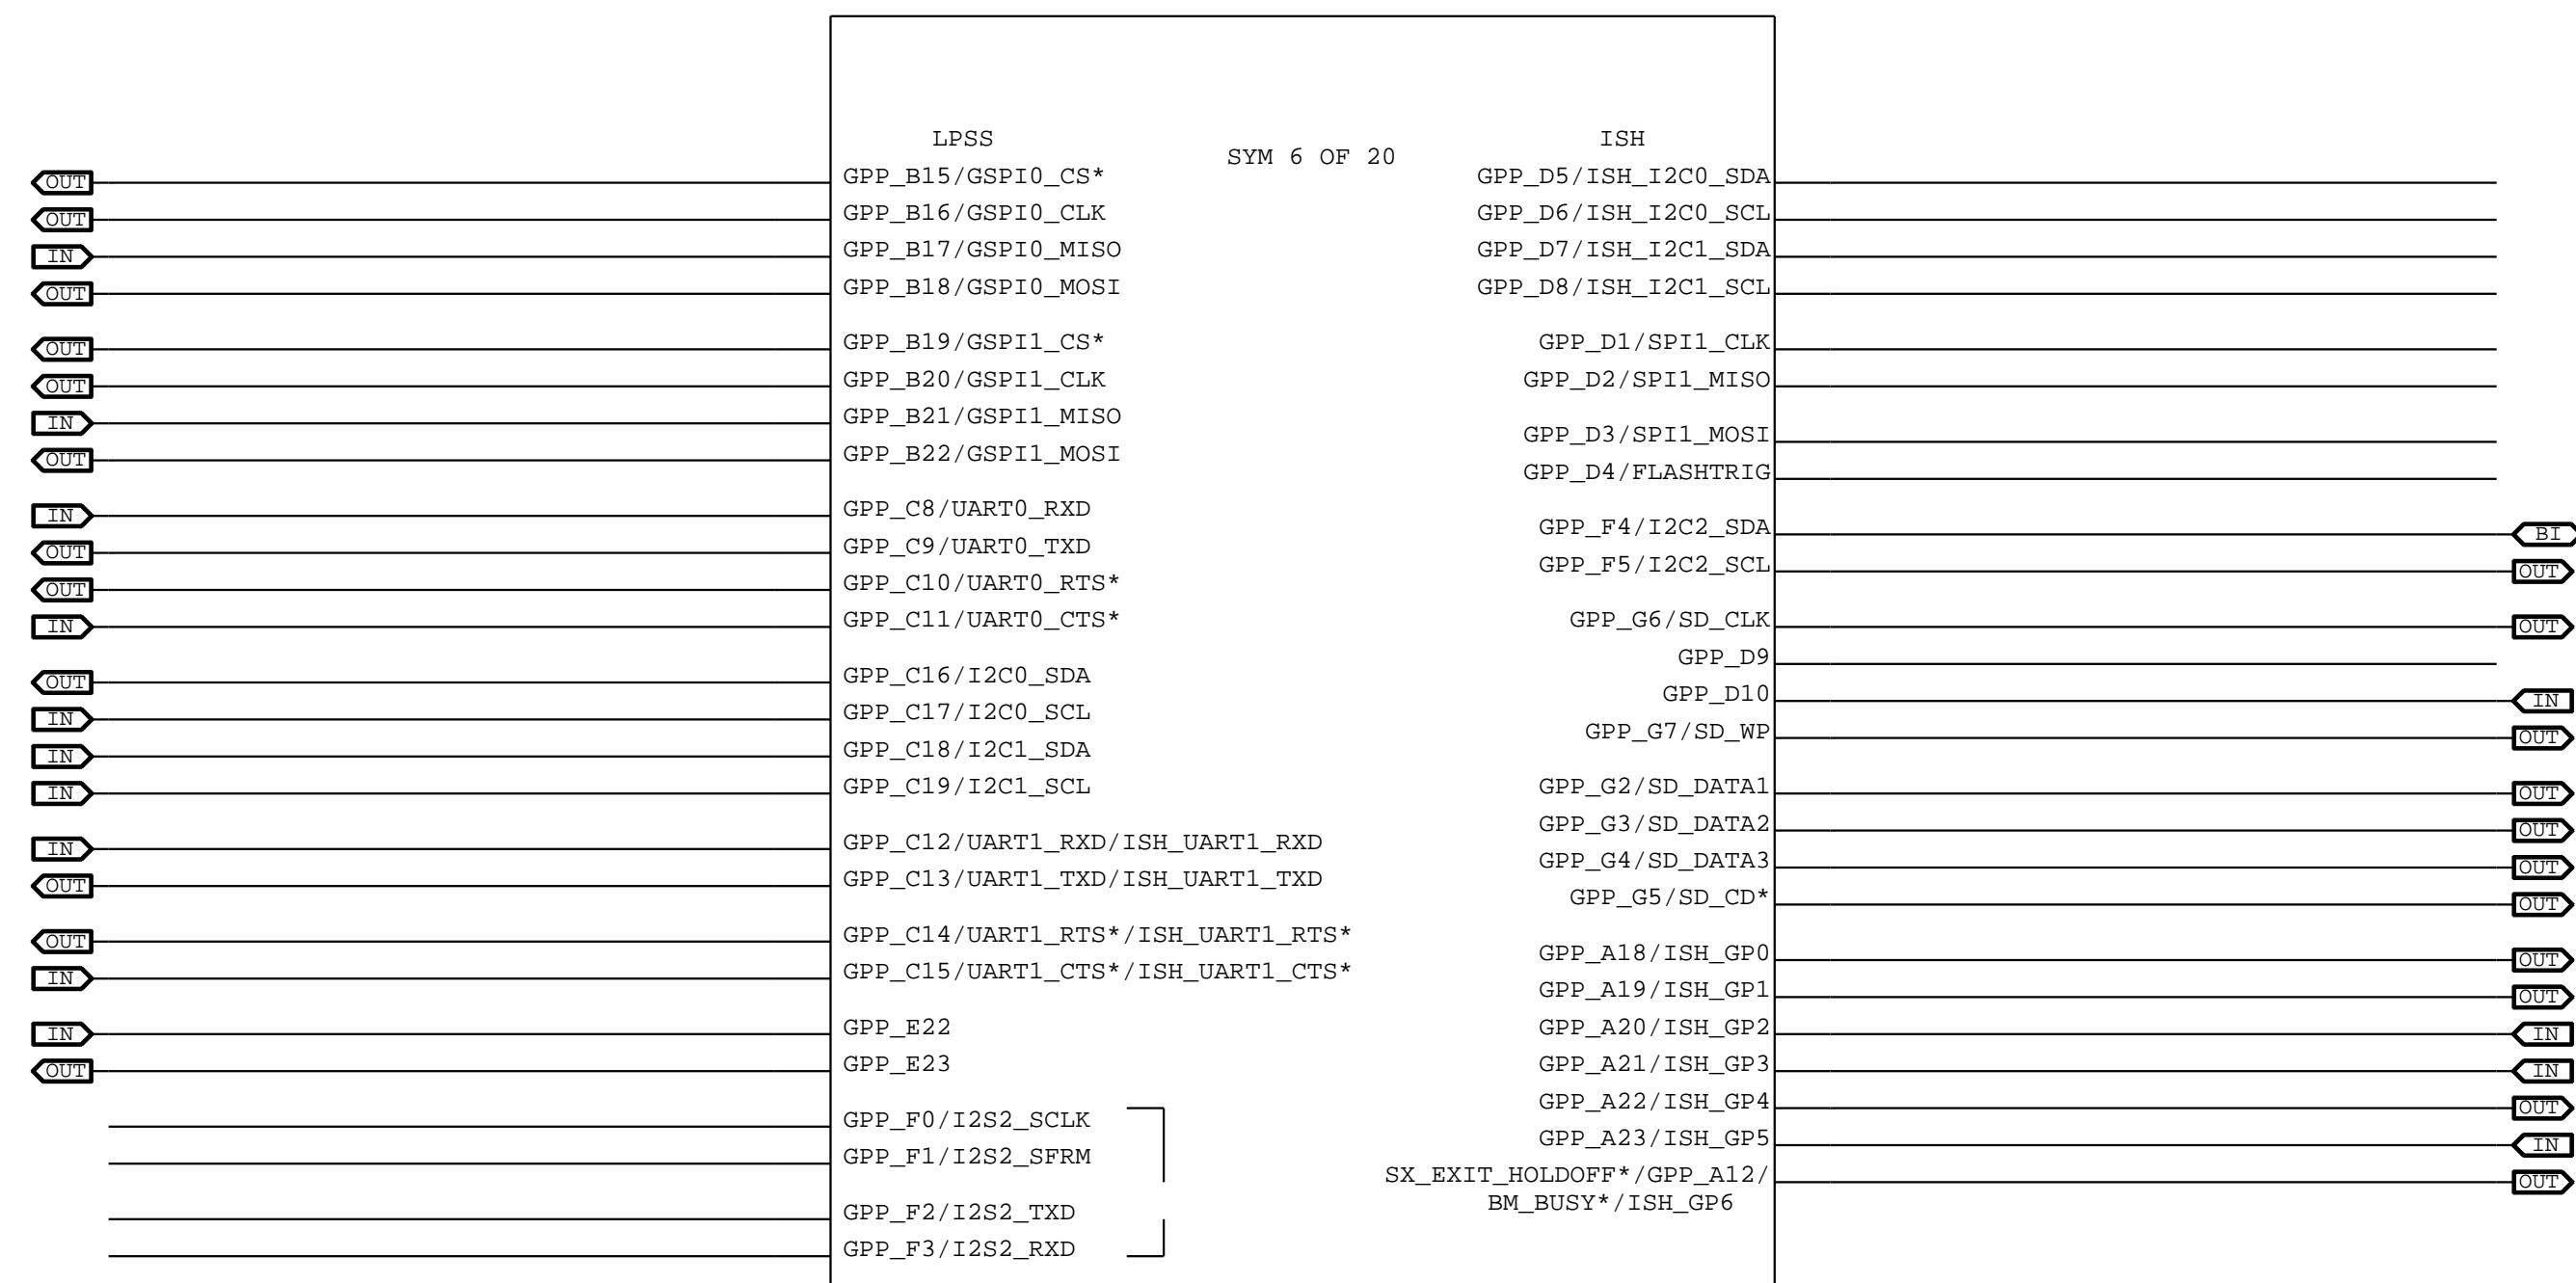 LPSS
SYM 6 OF 20
ISH
OUT GPP_B15/GSPI0_CS* GPP_D5/ISH_I2C0_SDA
OUT GPP_B16/GSPI0_CLK GPP_D6/ISH_I2C0_SCL
IN GPP_B17/GSPI0_MISO GPP_D7/ISH_I2C1_SDA
OUT GPP_B18/GSPI0_MOSI GPP_D8/ISH_I2C1_SCL
OUT GPP_B19/GSPI1_CS* GPP_D1/SPI1_CLK
OUT GPP_B20/GSPI1_CLK GPP_D2/SPI1_MISO
IN GPP_B21/GSPI1_MISO
GPP_D3/SPI1_MOSI
OUT GPP_B22/GSPI1_MOSI
GPP_D4/FLASHTRIG
IN GPP_C8/UART0_RXD
GPP_F4/I2C2_SDA BI
OUT GPP_C9/UART0_TXD
GPP_F5/I2C2_SCL OUT
OUT GPP_C10/UART0_RTS*
IN GPP_C11/UART0_CTS* GPP_G6/SD_CLK OUT
GPP_D9
OUT GPP_C16/I2C0_SDA
GPP_D10 IN
IN GPP_C17/I2C0_SCL
GPP_G7/SD_WP OUT
IN GPP_C18/I2C1_SDA
IN GPP_C19/I2C1_SCL GPP_G2/SD_DATA1 OUT
GPP_G3/SD_DATA2 OUT
IN GPP_C12/UART1_RXD/ISH_UART1_RXD
GPP_G4/SD_DATA3 OUT
OUT GPP_C13/UART1_TXD/ISH_UART1_TXD
GPP_G5/SD_CD* OUT
OUT GPP_C14/UART1_RTS*/ISH_UART1_RTS*
GPP_A18/ISH_GP0 OUT
IN GPP_C15/UART1_CTS*/ISH_UART1_CTS*
GPP_A19/ISH_GP1 OUT
IN GPP_E22 GPP_A20/ISH_GP2 IN
OUT GPP_E23 GPP_A21/ISH_GP3 IN
GPP_A22/ISH_GP4 OUT
GPP_F0/I2S2_SCLK
GPP_A23/ISH_GP5 IN
GPP_F1/I2S2_SFRM
SX_EXIT_HOLDOFF*/GPP_A12/ OUT
BM_BUSY*/ISH_GP6
GPP_F2/I2S2_TXD
GPP_F3/I2S2_RXD